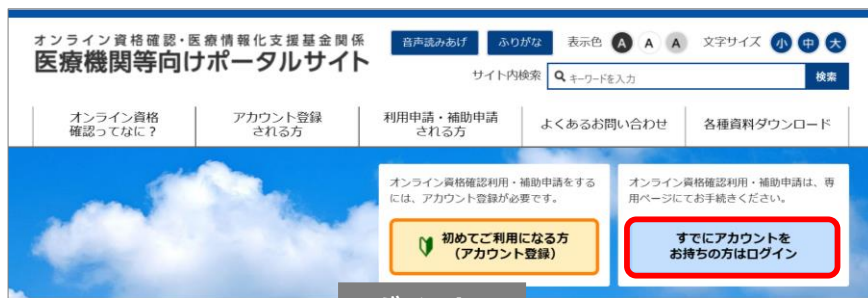 オンライン資格確認・医療情報化支援基金関係
医療機関等向けポータルサイト
音声読みあげ
ふりがな
表示色 A A A
文字サイズ 小 中 大
サイト内検索
キーワードを入力
検索
オンライン資格
確認ってなに？
アカウント登録
される方
利用申請・補助申請
される方
よくあるお問い合わせ
各種資料ダウンロード
オンライン資格確認利用・補助申請をする
には、アカウント登録が必要です。
初めてご利用になる方
（アカウント登録）
オンライン資格確認利用・補助申請は、専
用ページにてお手続きください。
すでにアカウントを
お持ちの方はログイン